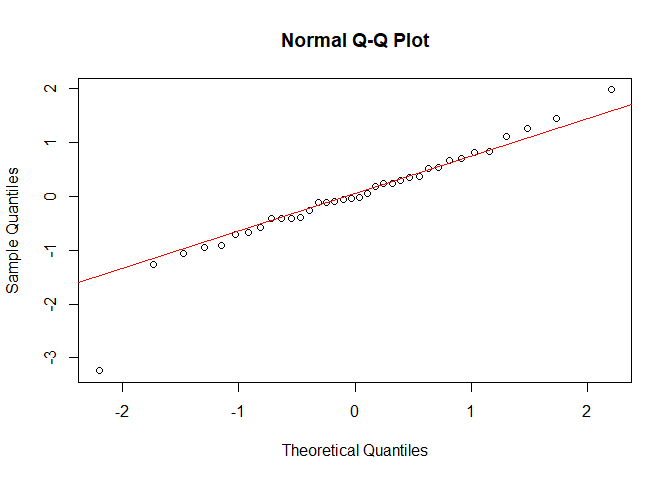 Normal Q-Q Plot
2
1
0
-1
-2
-3
Sample Quantiles
-2 -1 0 1 2
Theoretical Quantiles